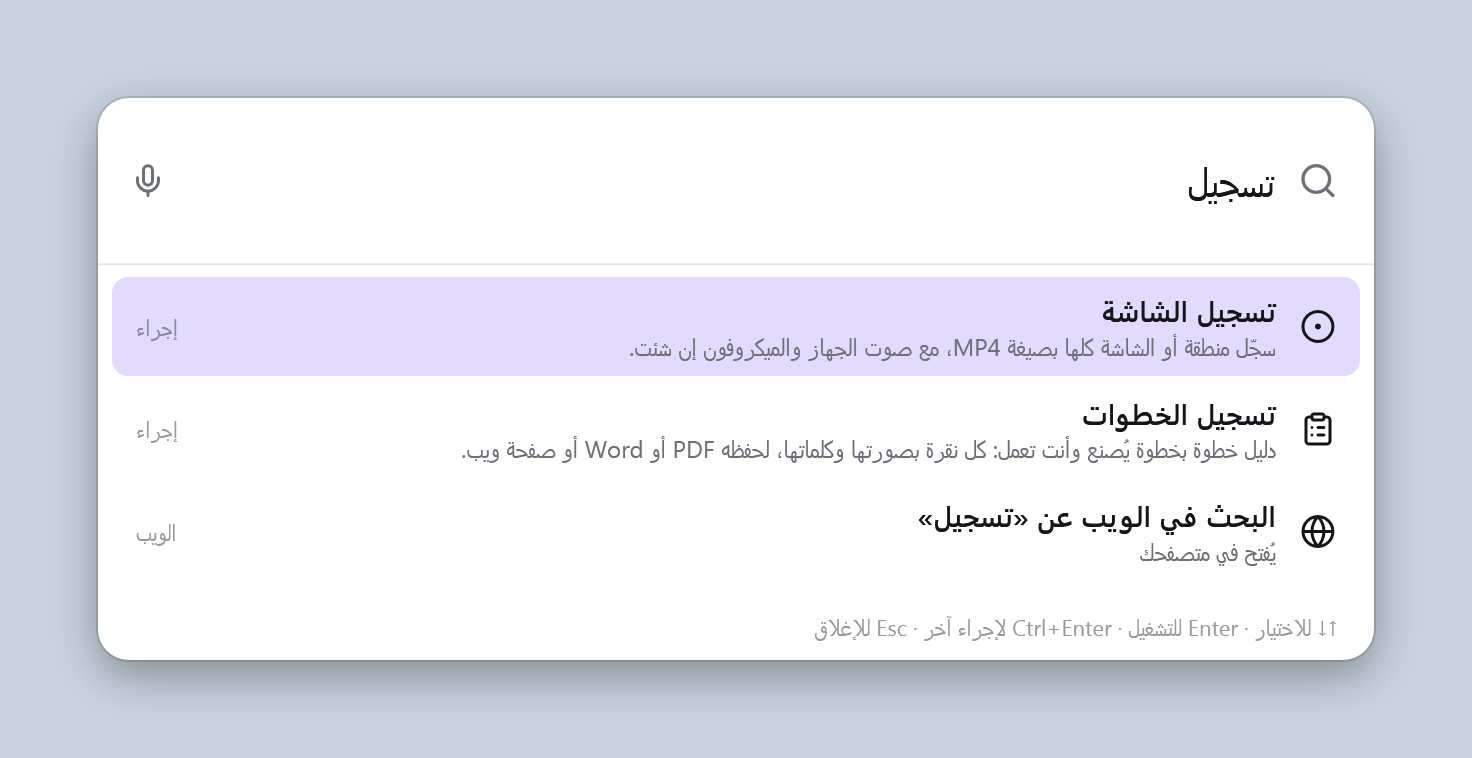 تسجيل
تسجيل الشاشة
سجّل منطقة أو الشاشة كلها بصيغة MP4، مع صوت الجهاز والميكروفون إن شئت.
إجراء
تسجيل الخطوات
دليل خطوة بخطوة يُصنع وأنت تعمل: كل نقرة بصورتها وكلماتها، لحفظه PDF أو Word أو صفحة ويب.
إجراء
البحث في الويب عن «تسجيل»
يُفتح في متصفحك
الويب
↑↓ للاختيار · Enter للتشغيل · Ctrl+Enter لإجراء آخر · Esc للإغلاق